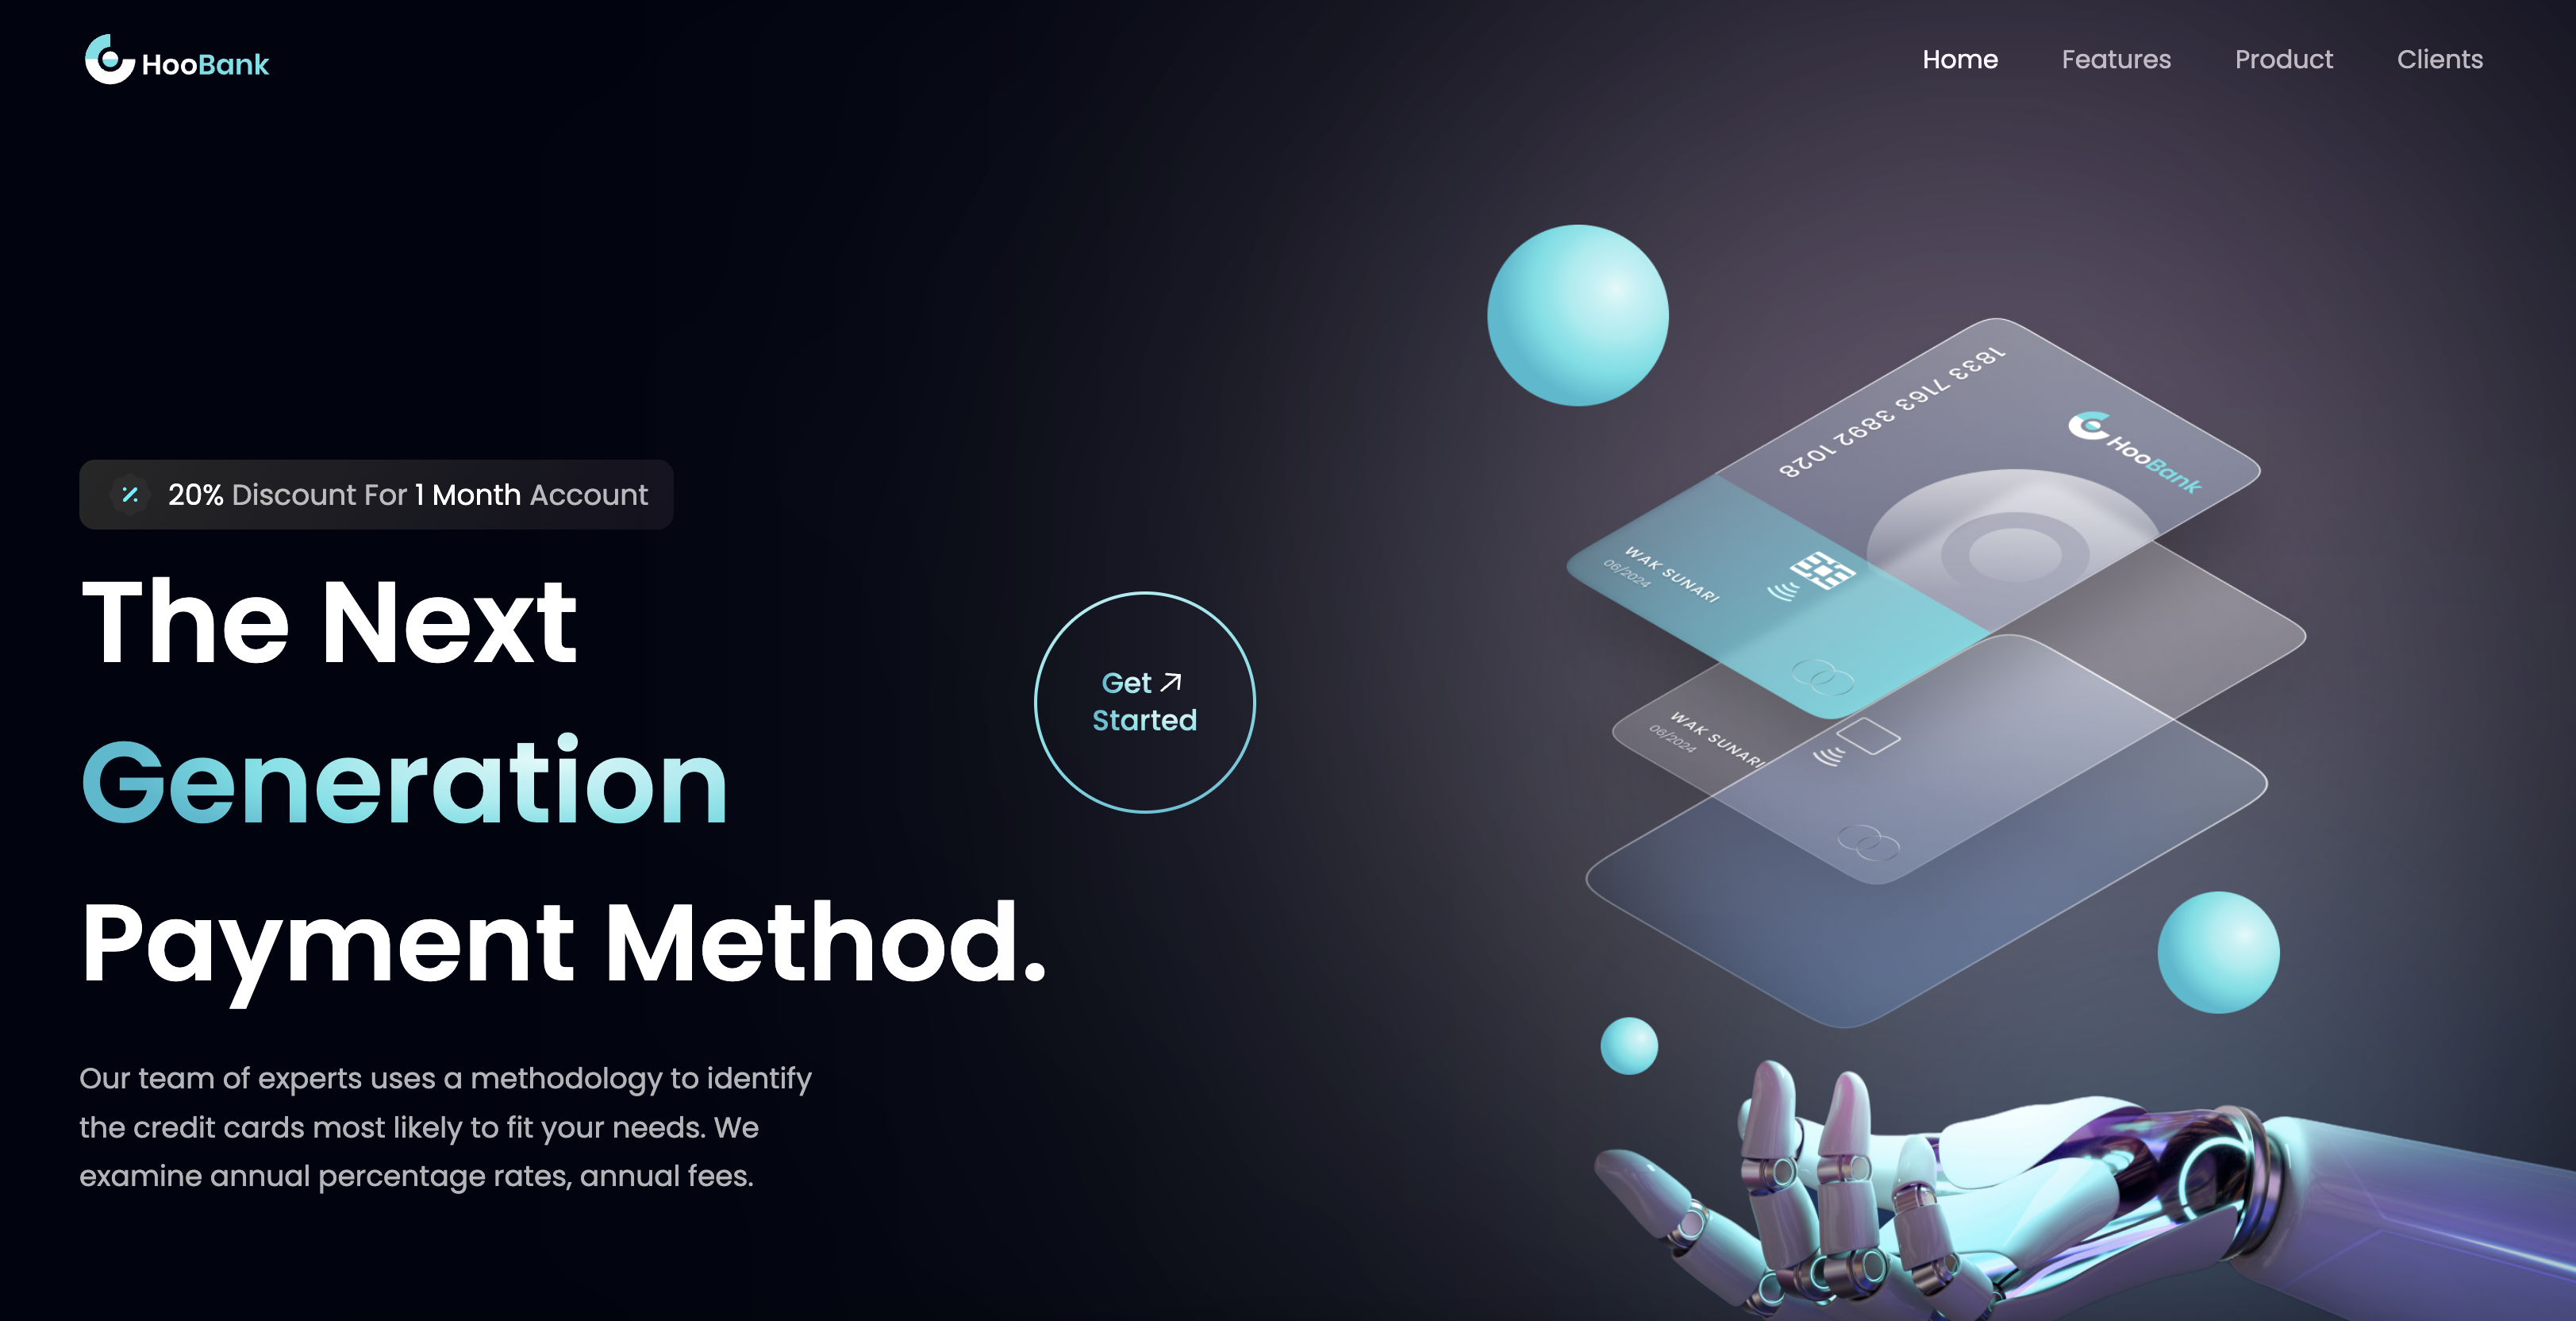 HooBank
Home Features Product Clients
20% Discount For 1 Month Account
The Next
Generation
Payment Method.
Get
Started
Our team of experts uses a methodology to identify
the credit cards most likely to fit your needs. We
examine annual percentage rates, annual fees.
1833 7163 3892 1028
HooBank
WAK SUNARI
06/2024
WAK SUNARI
06/2024